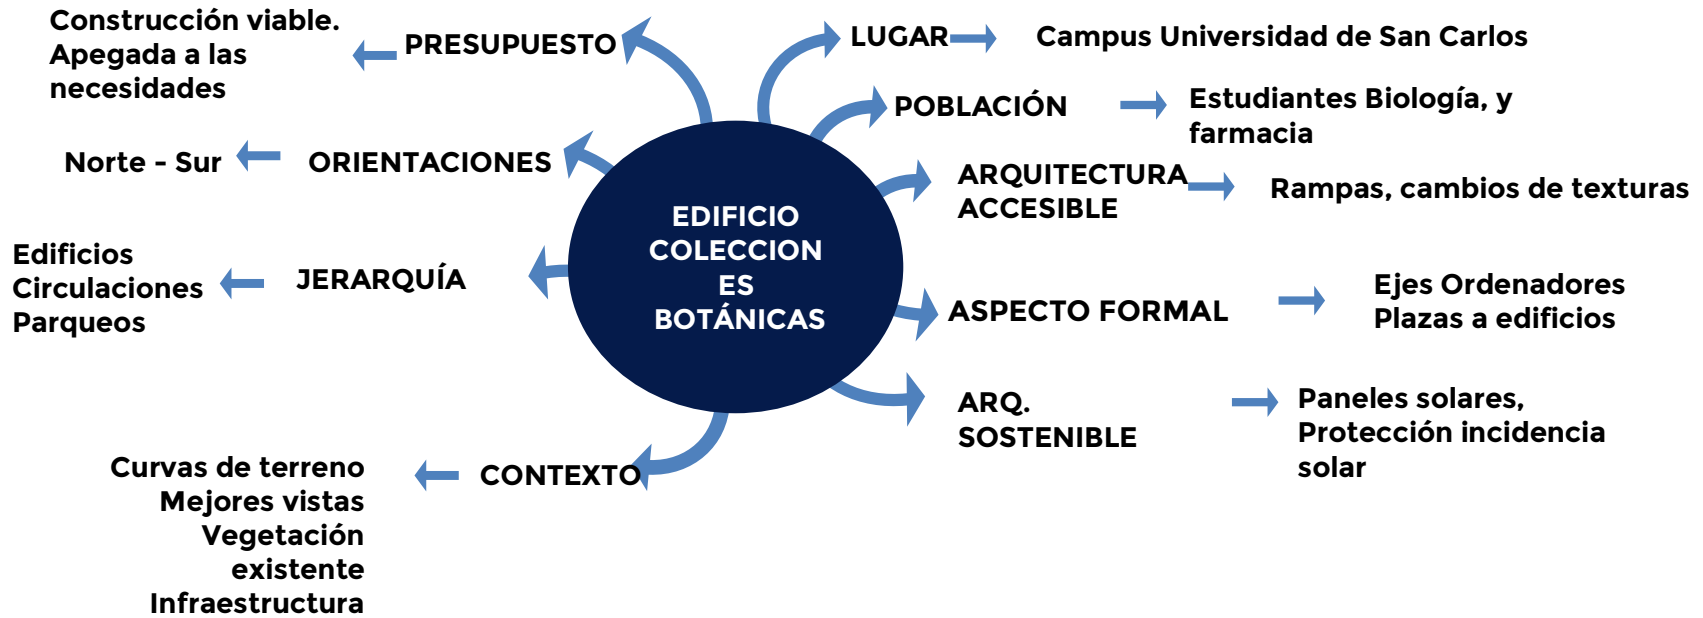 Construcción viable.
Apegada a las
necesidades
PRESUPUESTO
LUGAR
Campus Universidad de San Carlos
POBLACIÓN
Estudiantes Biología, y
farmacia
Norte - Sur
ORIENTACIONES
ARQUITECTURA
ACCESIBLE
Rampas, cambios de texturas
EDIFICIO
COLECCION
ES
BOTÁNICAS
Edificios
Circulaciones
Parqueos
JERARQUÍA
ASPECTO FORMAL
Ejes Ordenadores
Plazas a edificios
ARQ.
SOSTENIBLE
Paneles solares,
Protección incidencia
solar
CONTEXTO
Curvas de terreno
Mejores vistas
Vegetación
existente
Infraestructura